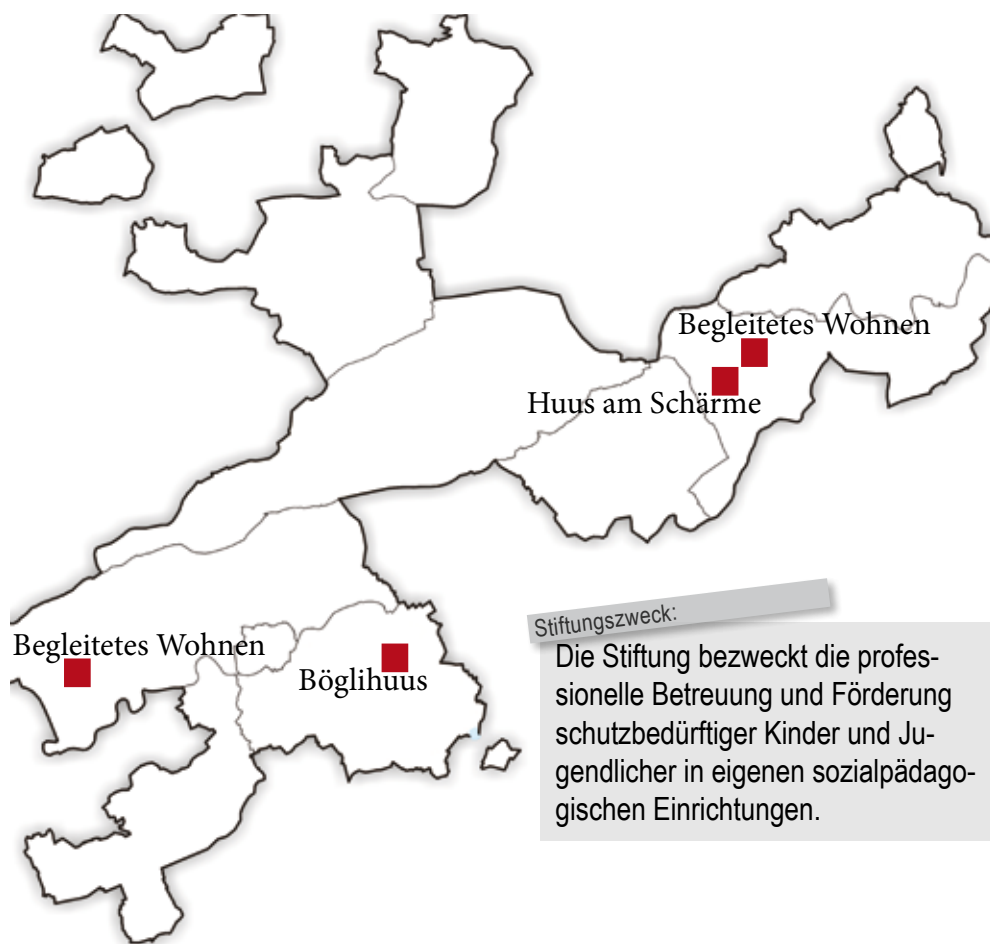 Begleitetes Wohnen
Huus am Schärme
Begleitetes Wohnen
Böglihuus
Stiftungszweck:
Die Stiftung bezweckt die profes-
sionelle Betreuung und Förderung
schutzbedürftiger Kinder und Ju-
gendlicher in eigenen sozialpädago-
gischen Einrichtungen.